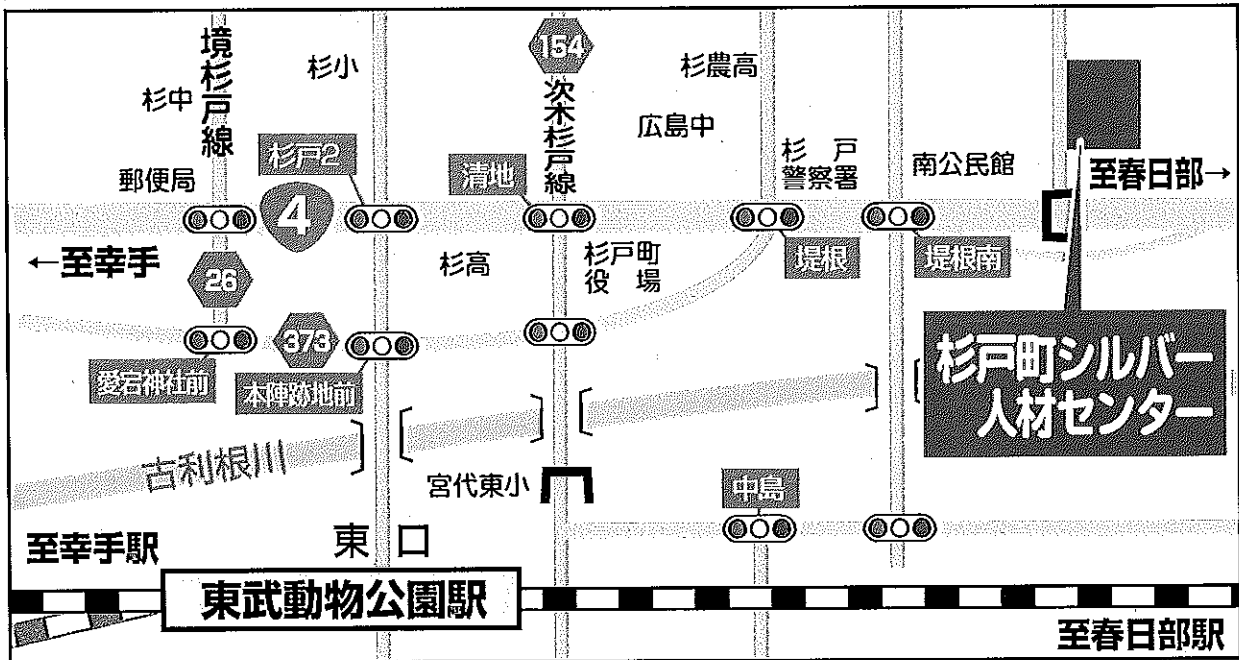 境杉戸線
杉中
杉小
154
次木杉戸線
杉農高
広島中
郵便局
杉戸2
清地
杉戸
警察署
南公民館
至春日部→
4
←至幸手
26
杉高
杉戸町
役場
堤根
堤根南
373
愛宕神社前
本陣跡地前
杉戸町シルバー
人材センター
古利根川
宮代東小
中島
至幸手駅
東口
東武動物公園駅
至春日部駅